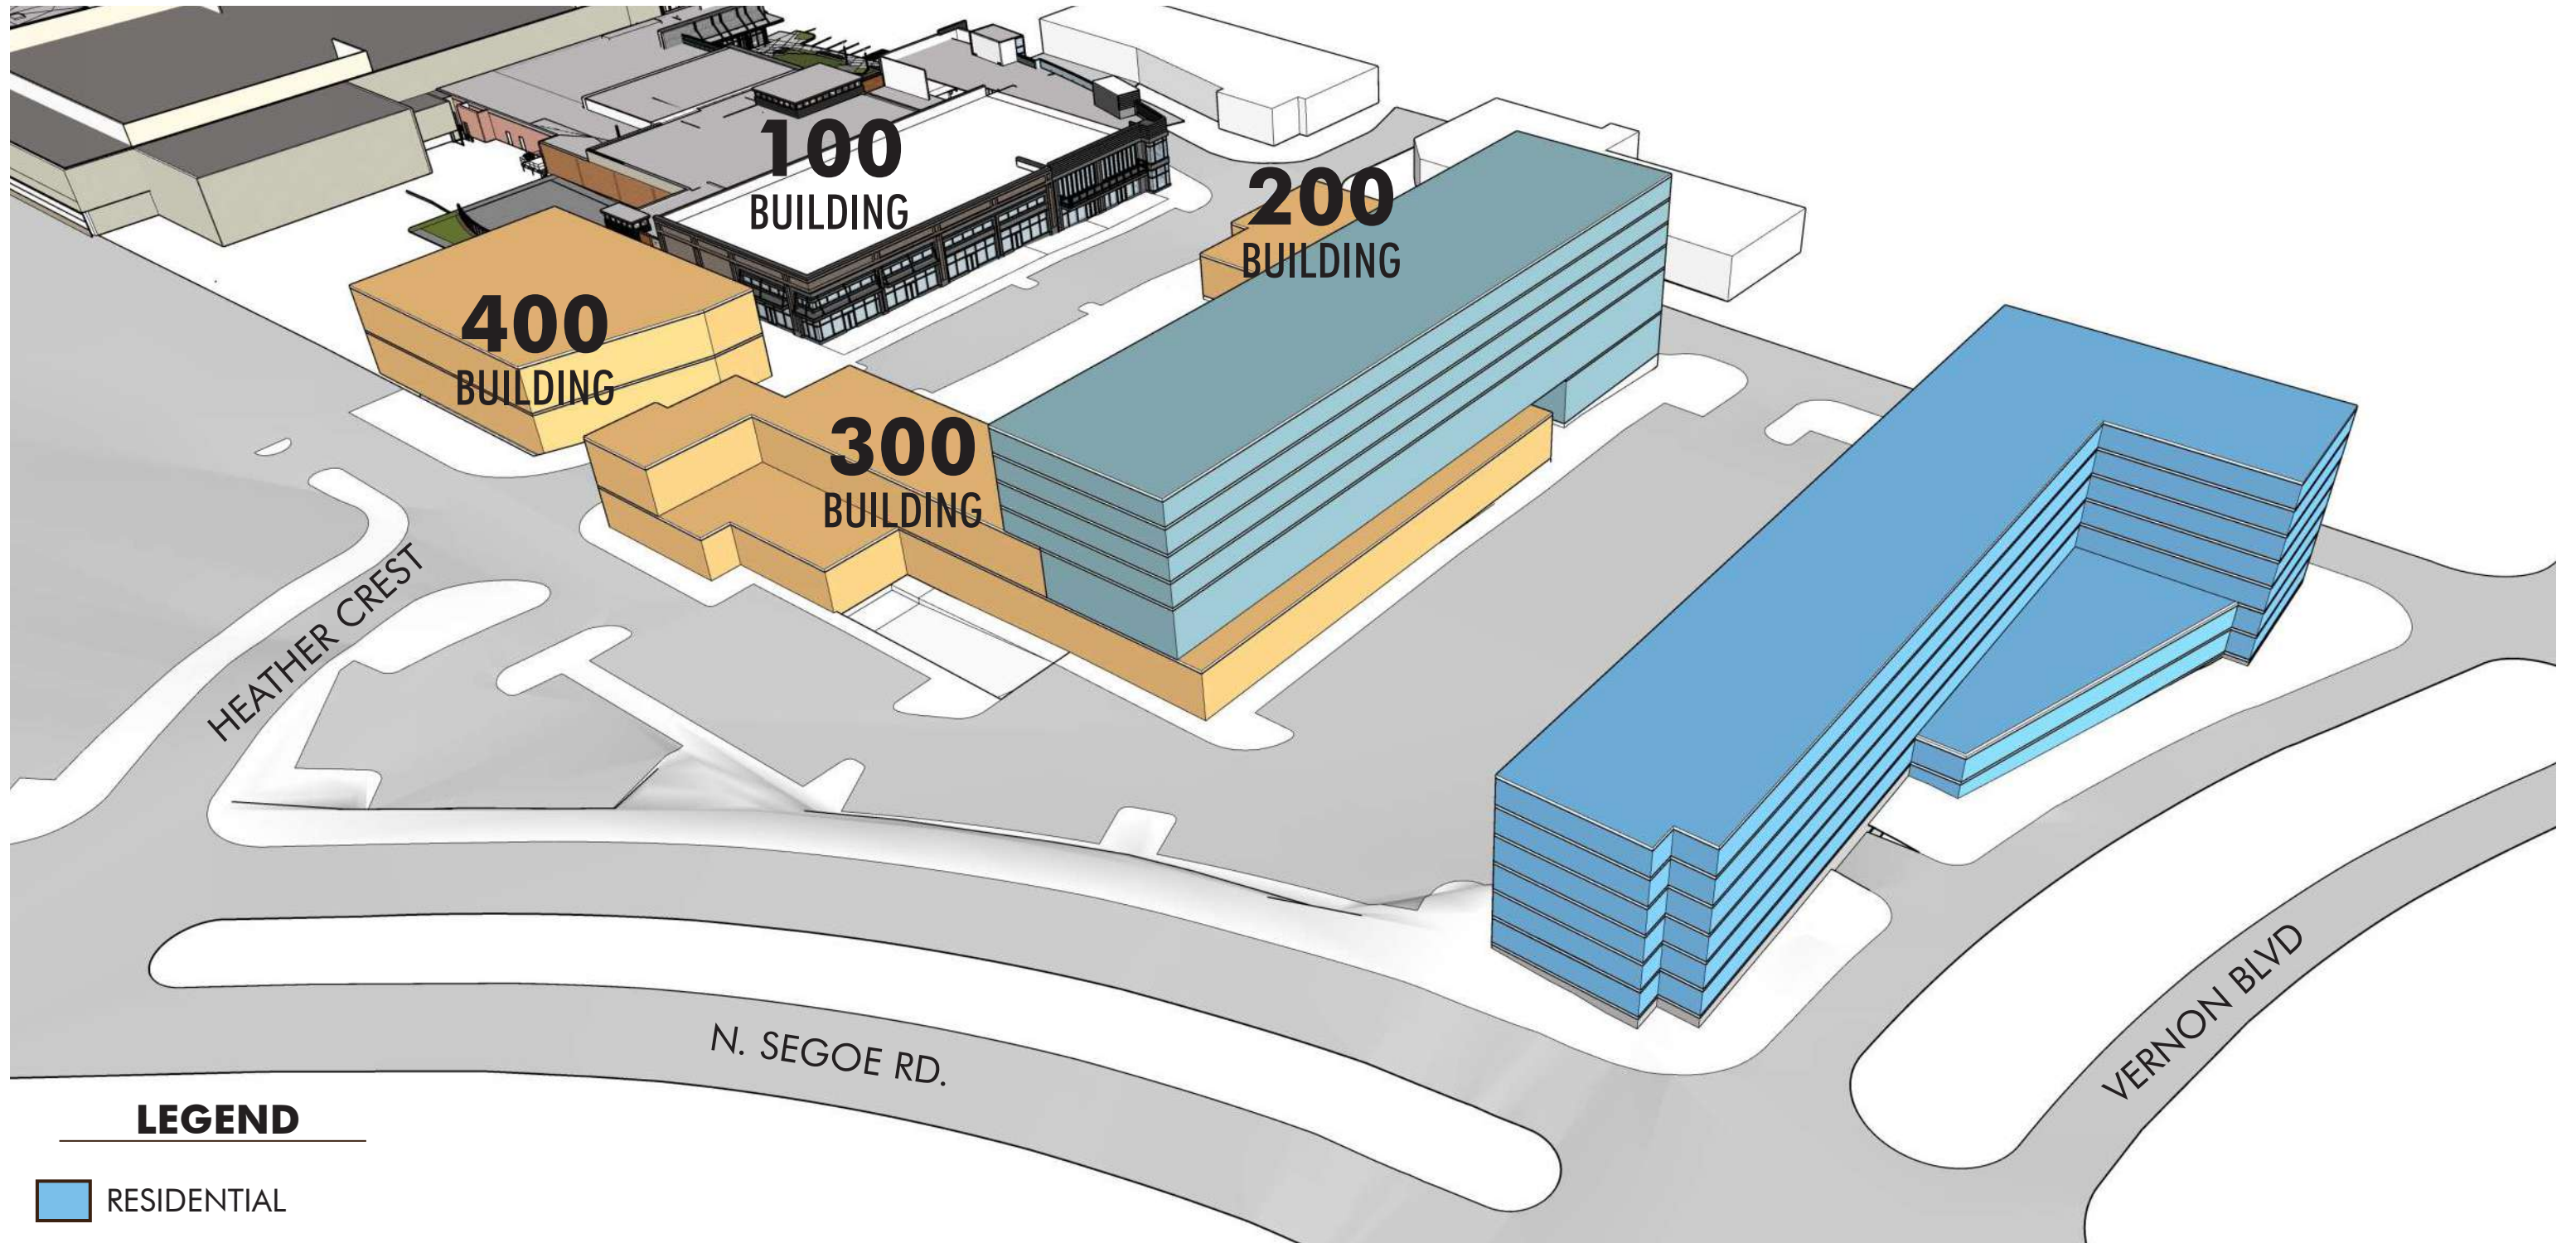 100
BUILDING
200
BUILDING
400
BUILDING
300
BUILDING
HEATHER CREST
N. SEGOE RD.
VERNON BLVD
LEGEND
RESIDENTIAL